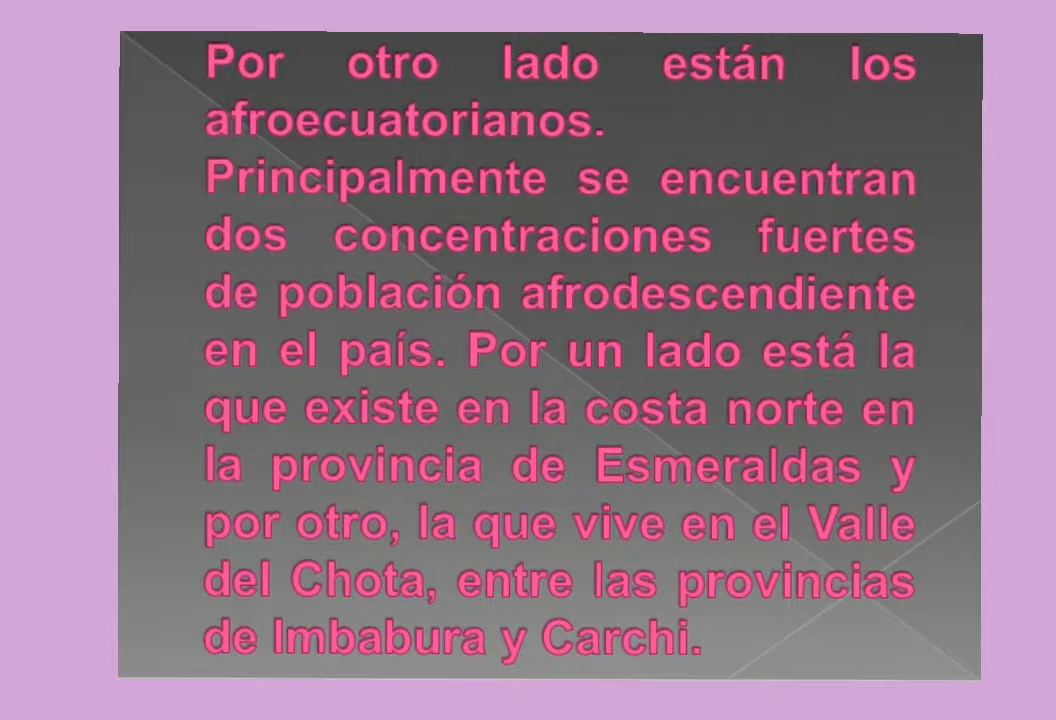 Por otro lado están los
afroecuatorianos.
Principalmente se encuentran
dos concentraciones fuertes
de población afrodescendiente
en el país. Por un lado está la
que existe en la costa norte en
la provincia de Esmeraldas y
por otro, la que vive en el Valle
del Chota, entre las provincias
de Imbabura y Carchi.